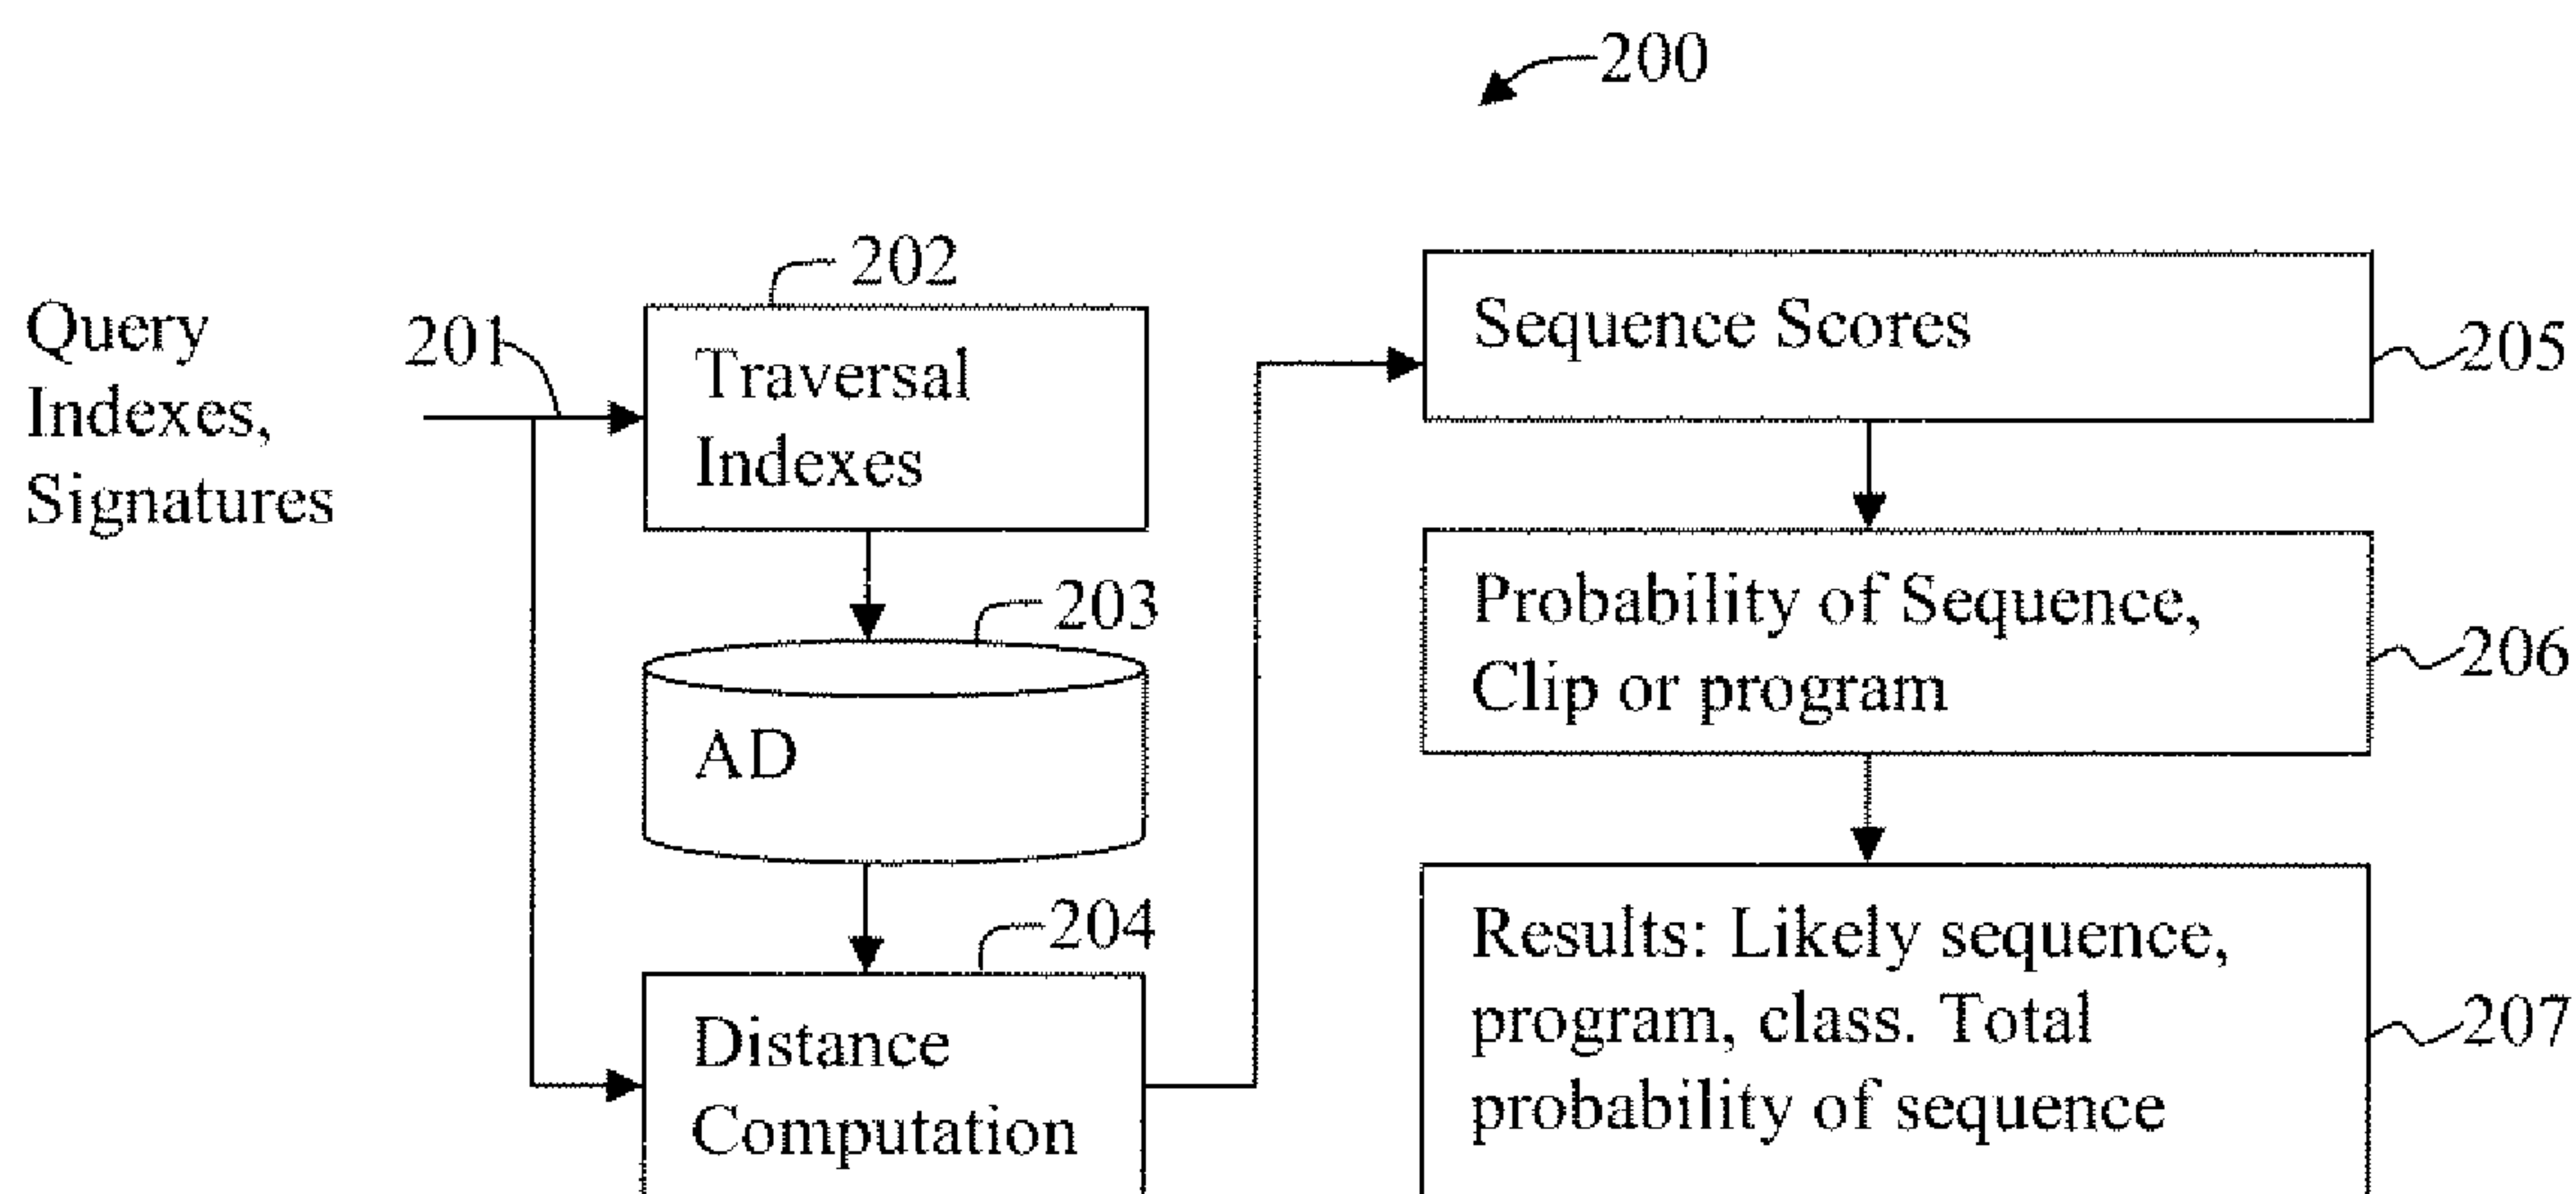 200
Query
Indexes,
Signatures
201
202
Traversal
Indexes
203
AD
204
Distance
Computation
Sequence Scores
205
Probability of Sequence,
Clip or program
206
Results: Likely sequence,
program, class. Total
probability of sequence
207